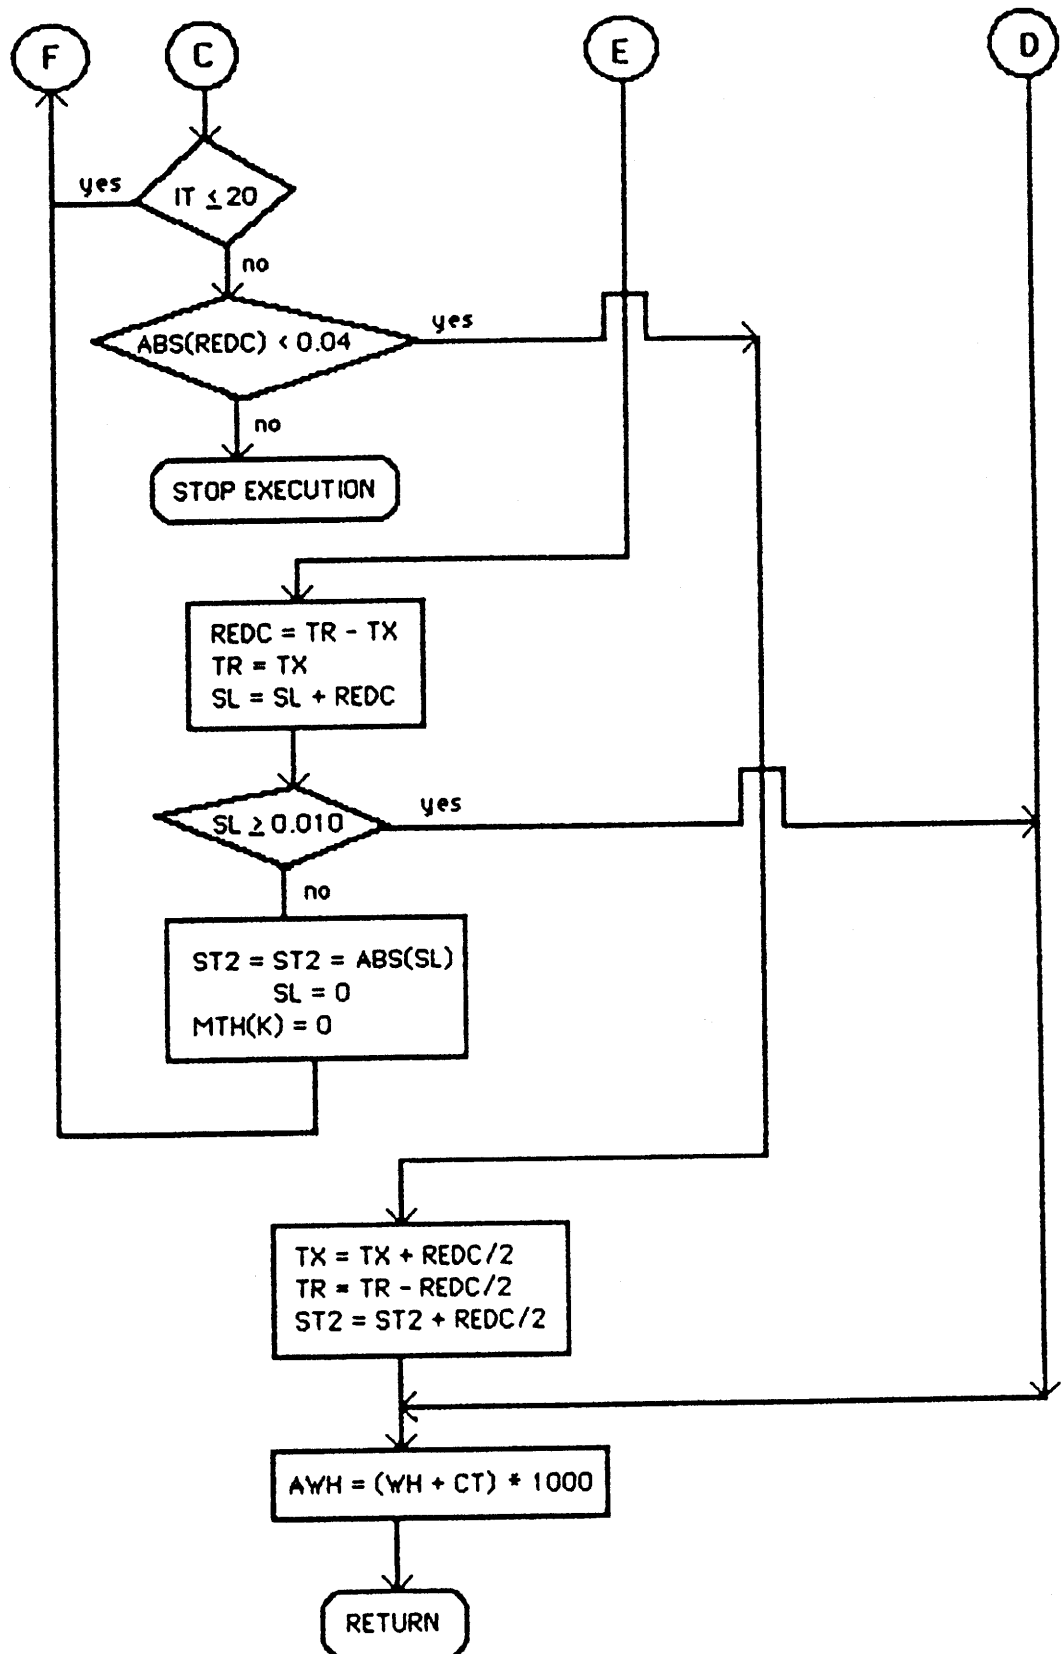 F
C
E
D
yes
IT ≤ 20
no
ABS(REDC) < 0.04
yes
no
STOP EXECUTION
REDC = TR - TX
TR = TX
SL = SL + REDC
SL ≥ 0.010
yes
no
ST2 = ST2 = ABS(SL)
SL = 0
MTH(K) = 0
TX = TX + REDC/2
TR = TR - REDC/2
ST2 = ST2 + REDC/2
AWH = (WH + CT) * 1000
RETURN